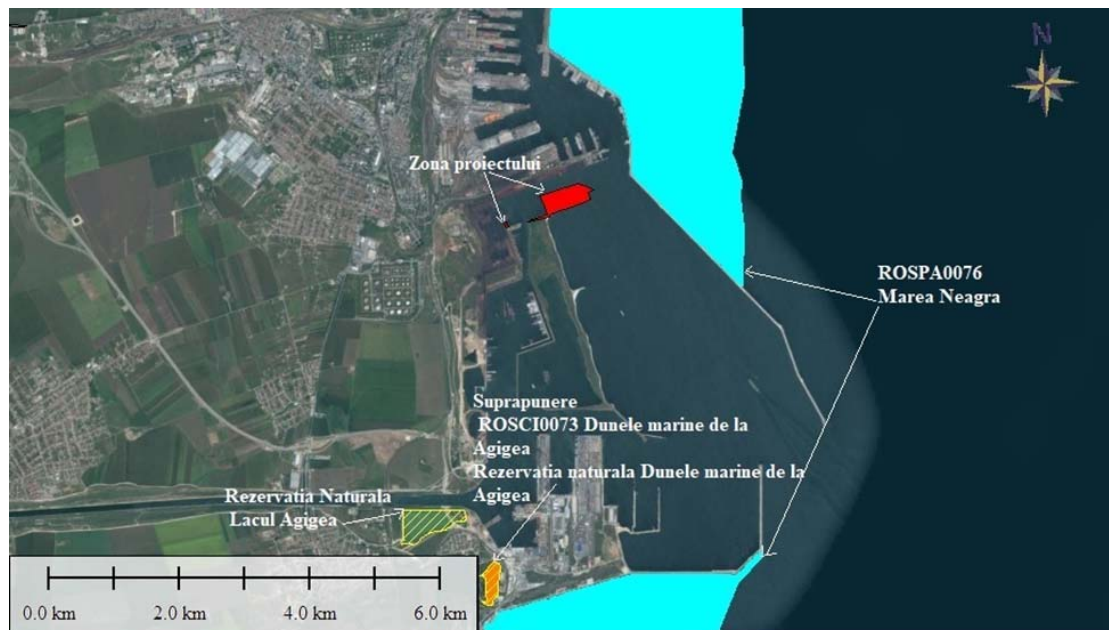 N
Zona proiectului
ROSPA0076
Marea Neagra
Suprapunere
ROSCI0073 Dunele marine de la
Agigea
Rezervatia naturala Dunele marine de la
Agigea
Rezervatia Naturala
Lacul Agigea
0.0 km 2.0 km 4.0 km 6.0 km